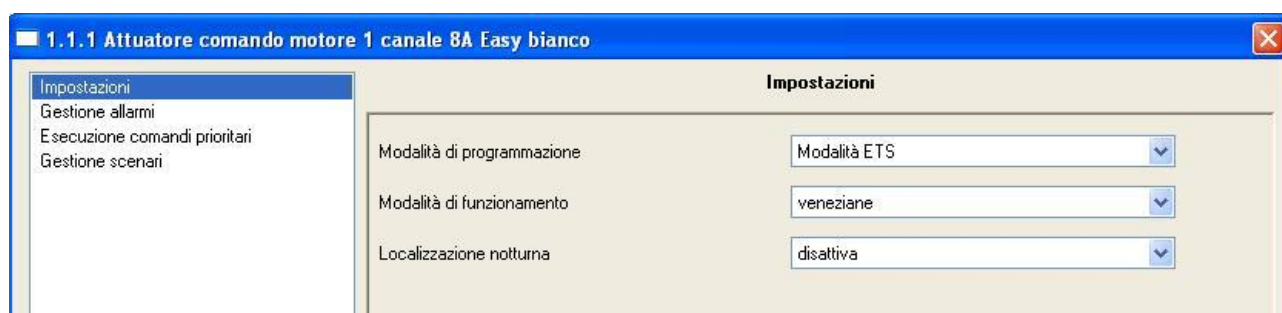 1.1.1 Attuatore comando motore 1 canale 8A Easy bianco
Impostazioni
Gestione allarmi
Esecuzione comandi prioritari
Gestione scenari
Impostazioni
Modalità di programmazione Modalità ETS
Modalità di funzionamento veneziane
Localizzazione notturna disattiva